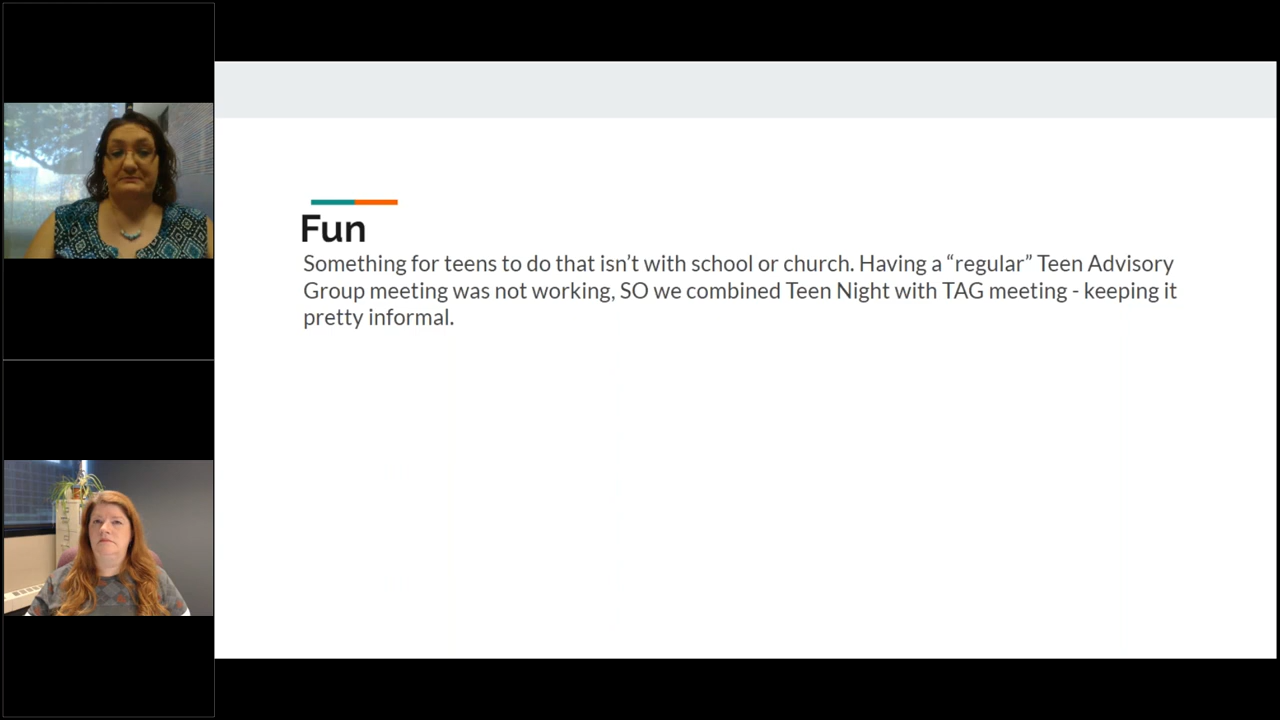 Fun
Something for teens to do that isn’t with school or church. Having a “regular” Teen Advisory
Group meeting was not working, SO we combined Teen Night with TAG meeting - keeping it
pretty informal.